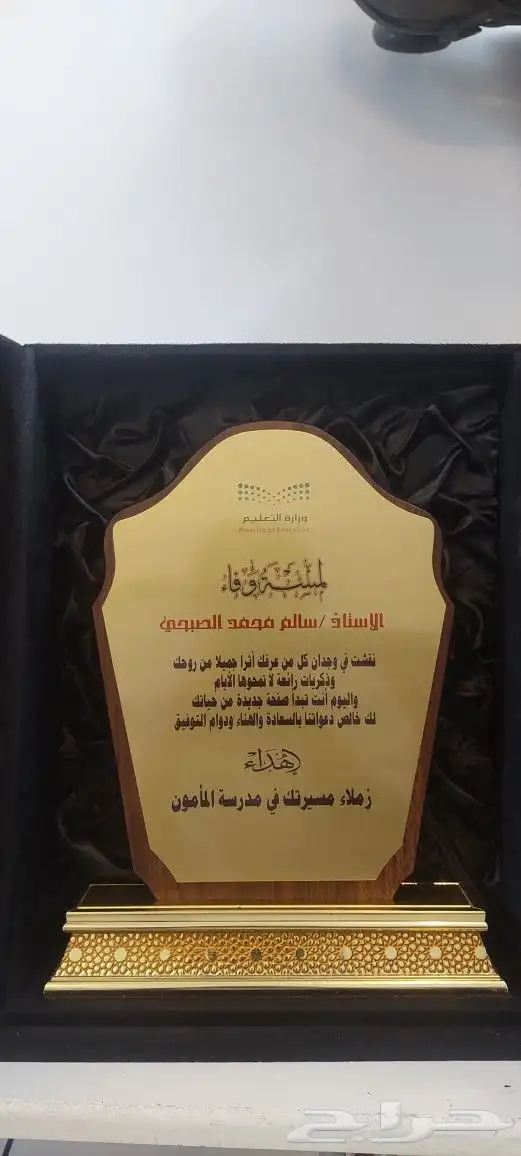 وزارة التعليم
Ministry of Education
لمسة وفاء
الاستاذ /سالم محمد الصبحي
نقشت في وجدان كل من عرفك أثرا جميلا من روحك
وذكريات رائعة لا تمحوها الأيام
واليوم أنت تبدأ صفحة جديدة من حياتك
لك خالص دعواتنا بالسعادة والهناء ودوام التوفيق
إهداء
زملاء مسيرتك في مدرسة المأمون
حراج